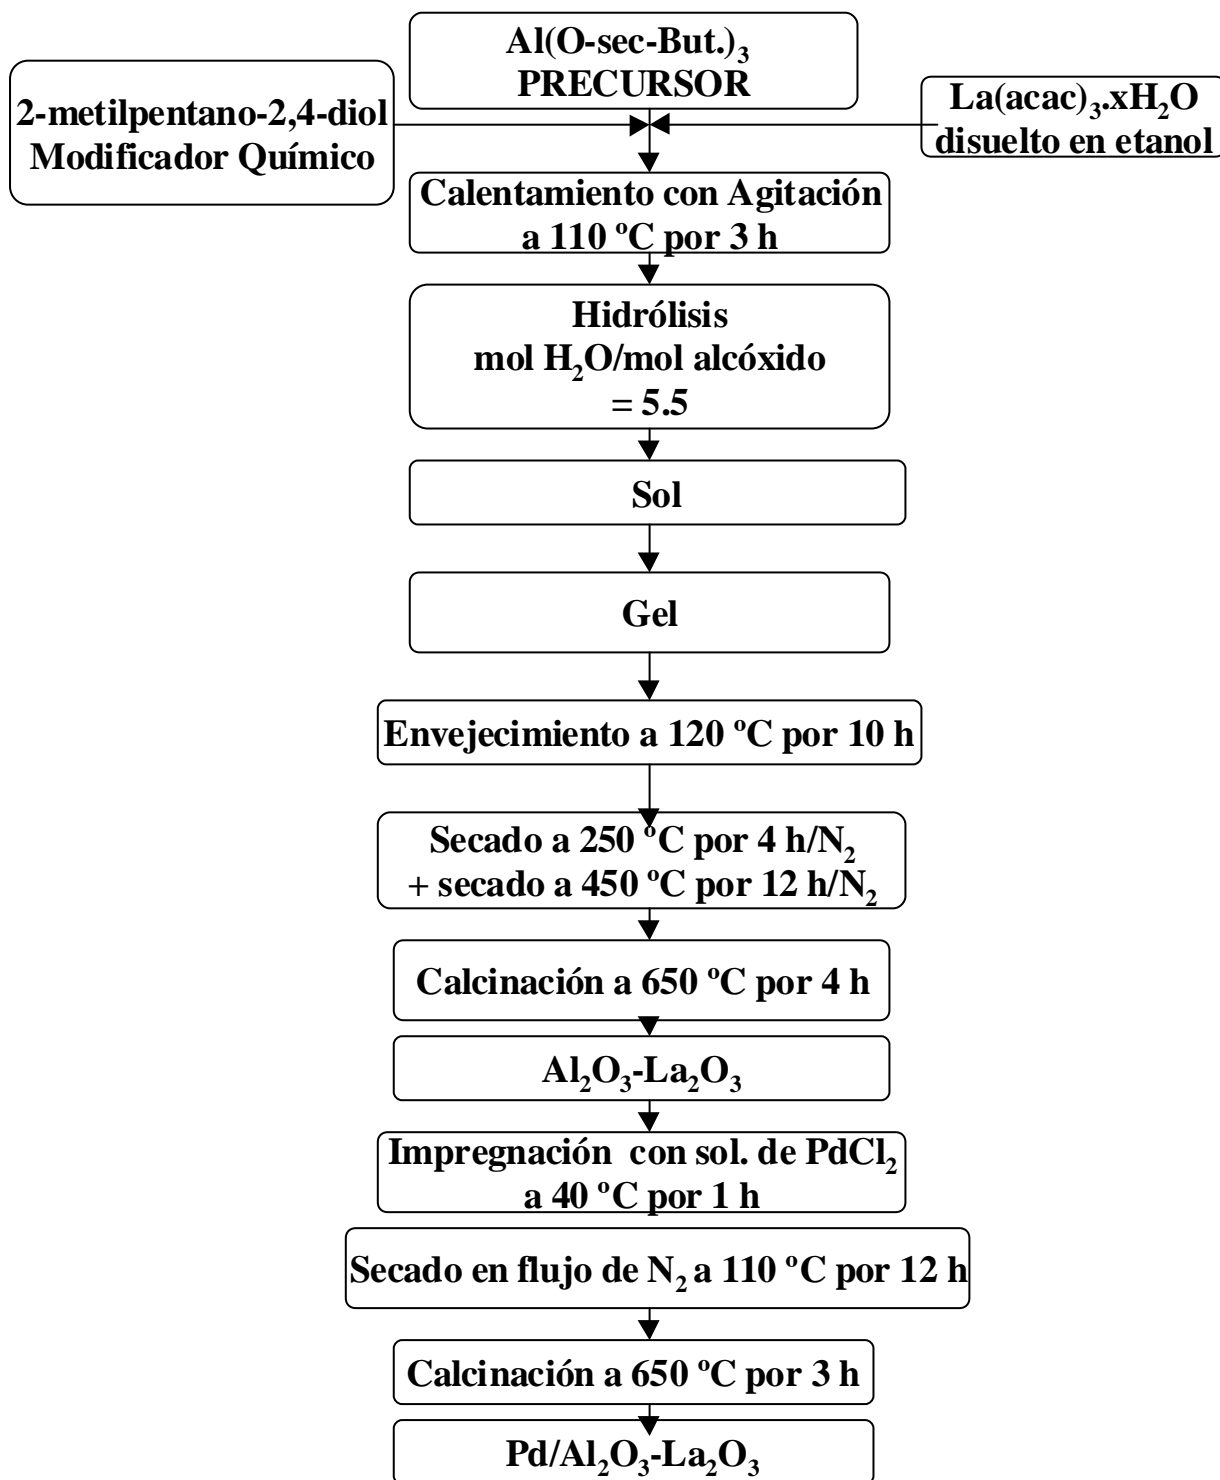 Al(O-sec-But.)₃
PRECURSOR
2-metilpentano-2,4-diol
Modificador Químico
La(acac)₃.xH₂O
disuelto en etanol
Calentamiento con Agitación
a 110 ºC por 3 h
Hidrólisis
mol H₂O/mol alcóxido
= 5.5
Sol
Gel
Envejecimiento a 120 ºC por 10 h
Secado a 250 ºC por 4 h/N₂
+ secado a 450 ºC por 12 h/N₂
Calcinación a 650 ºC por 4 h
Al₂O₃-La₂O₃
Impregnación con sol. de PdCl₂
a 40 ºC por 1 h
Secado en flujo de N₂ a 110 ºC por 12 h
Calcinación a 650 ºC por 3 h
Pd/Al₂O₃-La₂O₃